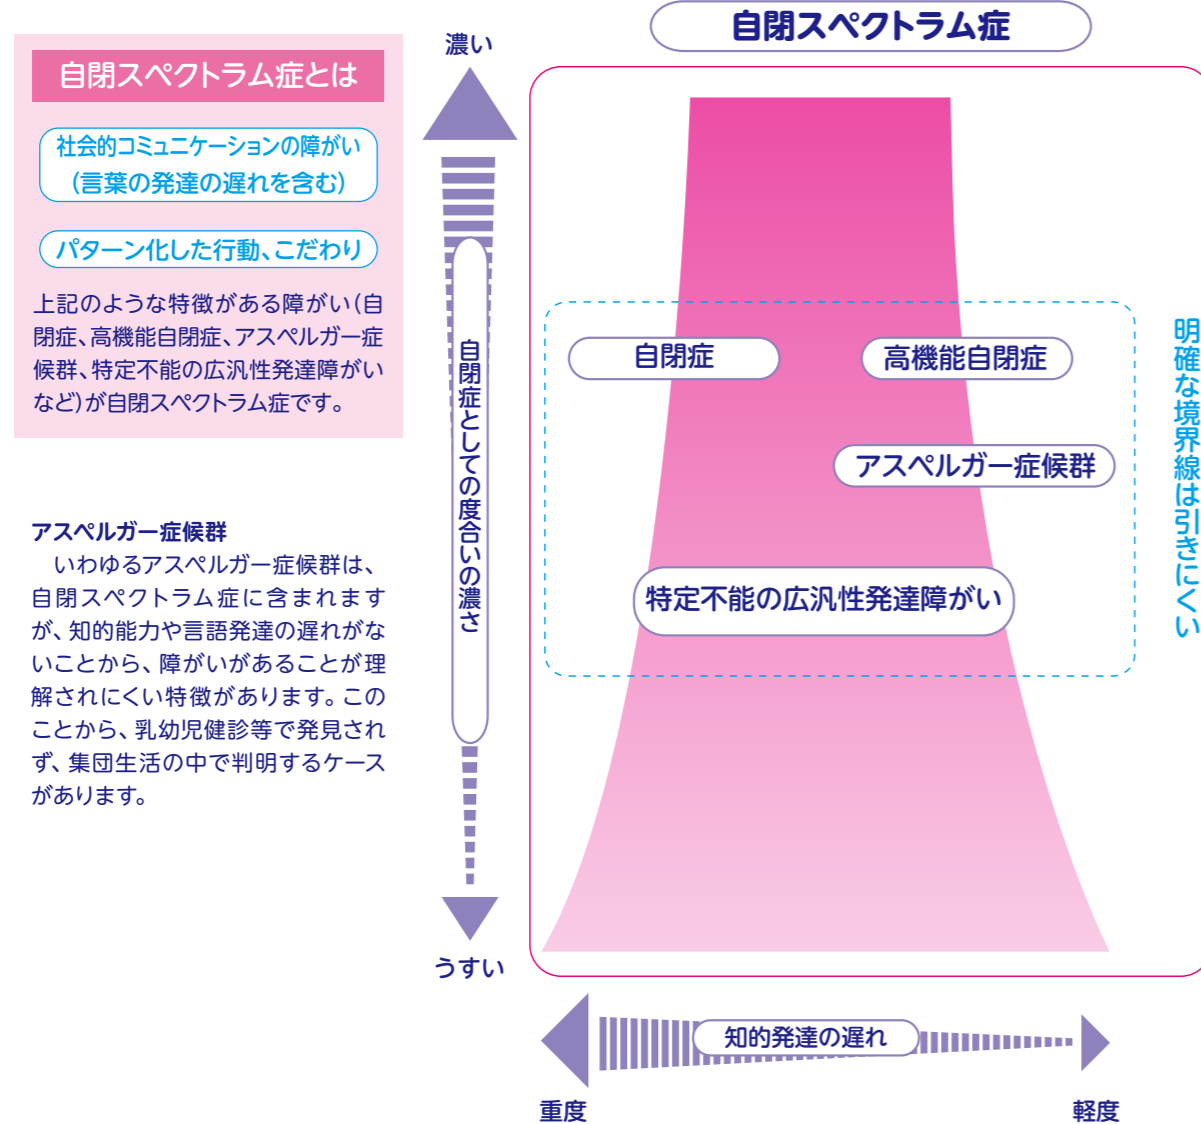 自閉スペクトラム症とは
社会的コミュニケーションの障がい
(言葉の発達の遅れを含む)
パターン化した行動、こだわり
上記のような特徴がある障がい(自
閉症、高機能自閉症、アスペルガー症
候群、特定不能の広汎性発達障がい
など)が自閉スペクトラム症です。
アスペルガー症候群
いわゆるアスペルガー症候群は、
自閉スペクトラム症に含まれます
が、知的能力や言語発達の遅れがな
いことから、障がいがあることが理
解されにくい特徴があります。この
ことから、乳幼児健診等で発見され
ず、集団生活の中で判明するケース
があります。
濃い
自閉症としての度合いの濃さ
うすい
自閉スペクトラム症
自閉症
高機能自閉症
アスペルガー症候群
特定不能の広汎性発達障がい
明確な境界線は引きにくい
知的発達の遅れ
重度
軽度